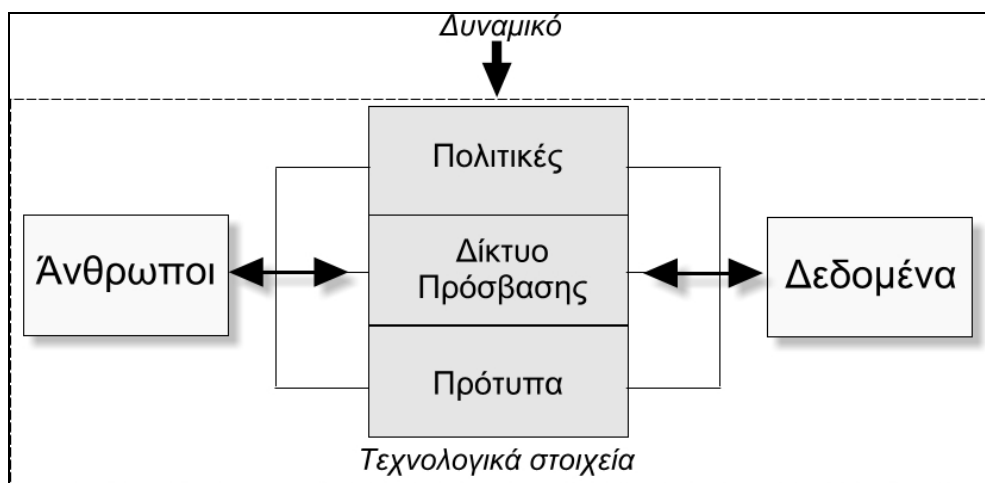 Δυναμικό
Πολιτικές
Άνθρωποι
Δίκτυο
Πρόσβασης
Δεδομένα
Πρότυπα
Τεχνολογικά στοιχεία